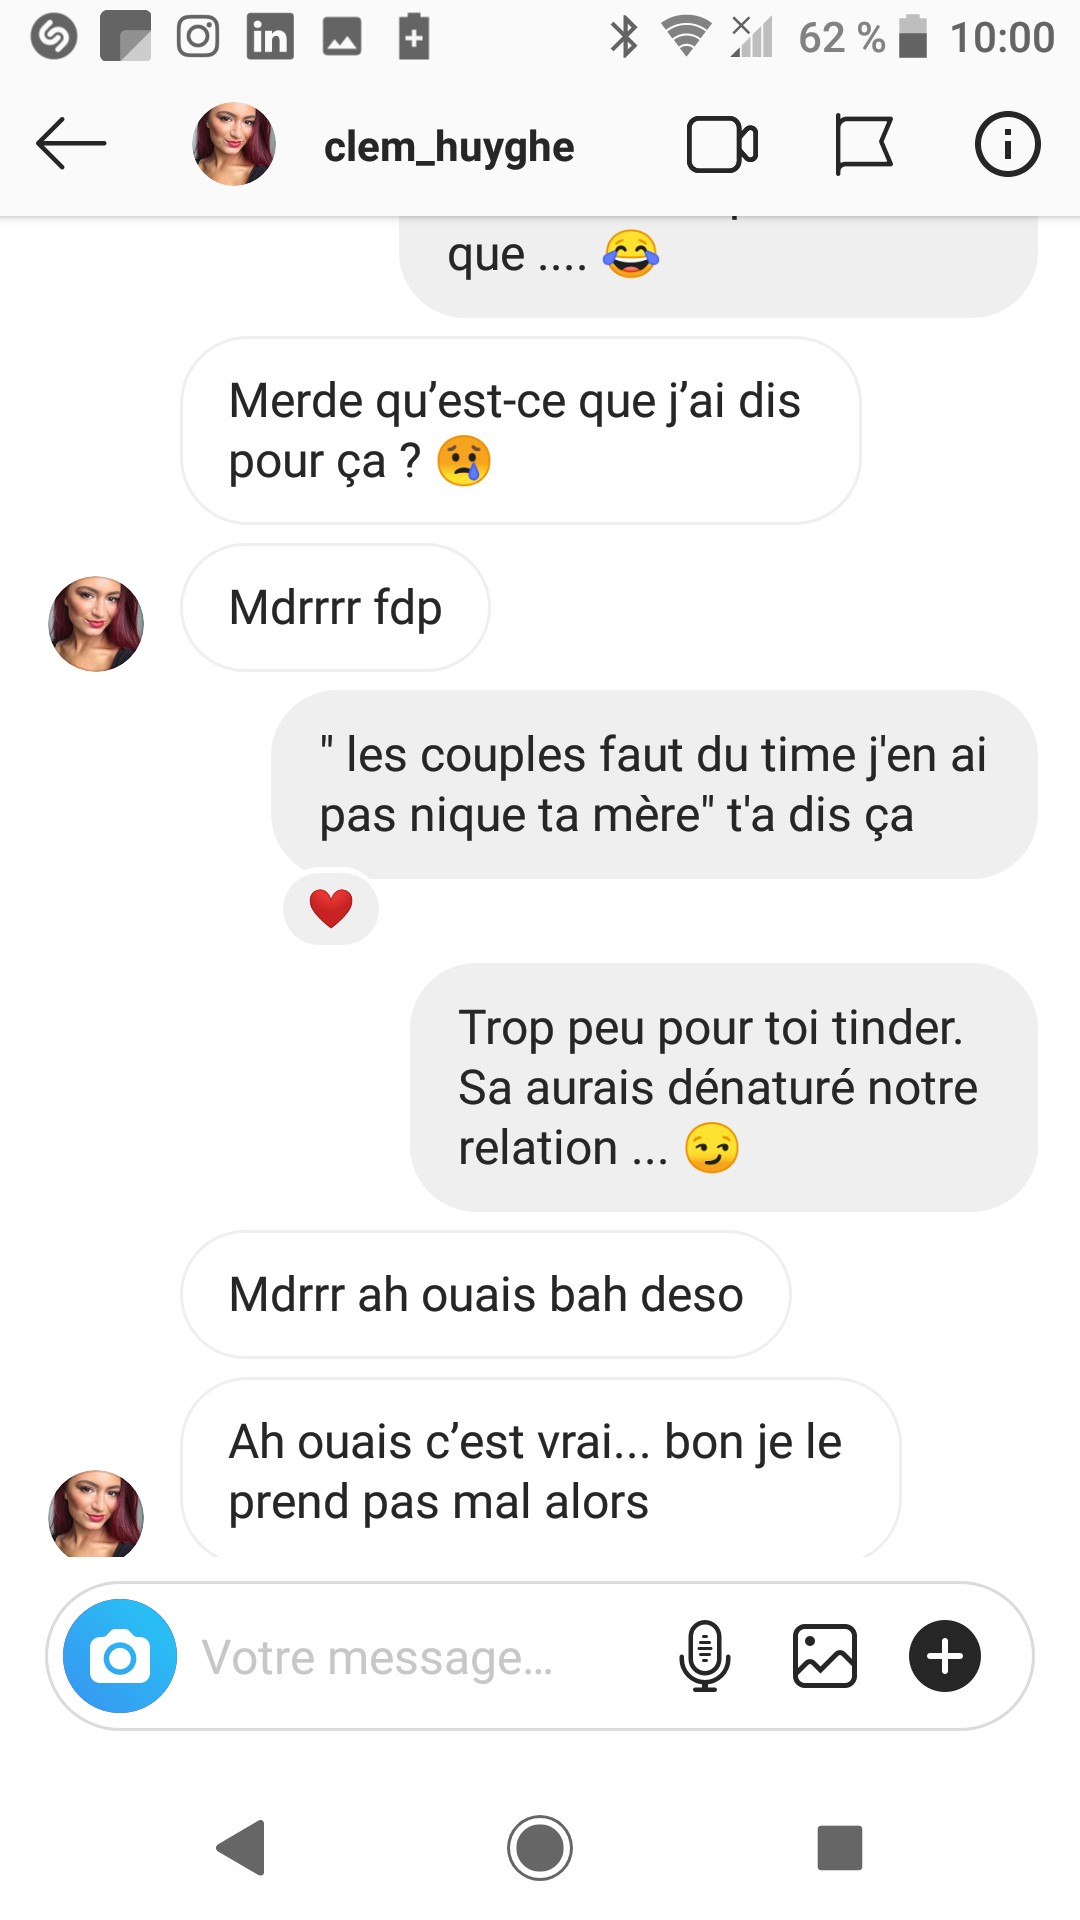 62 % 10:00
clem_huyghe
que .... 😂
Merde qu’est-ce que j’ai dis
pour ça ? 😢
Mdrrrr fdp
" les couples faut du time j'en ai
pas nique ta mère" t'a dis ça
❤️
Trop peu pour toi tinder.
Sa aurais dénaturé notre
relation ... 😏
Mdrrr ah ouais bah deso
Ah ouais c’est vrai... bon je le
prend pas mal alors
Votre message...